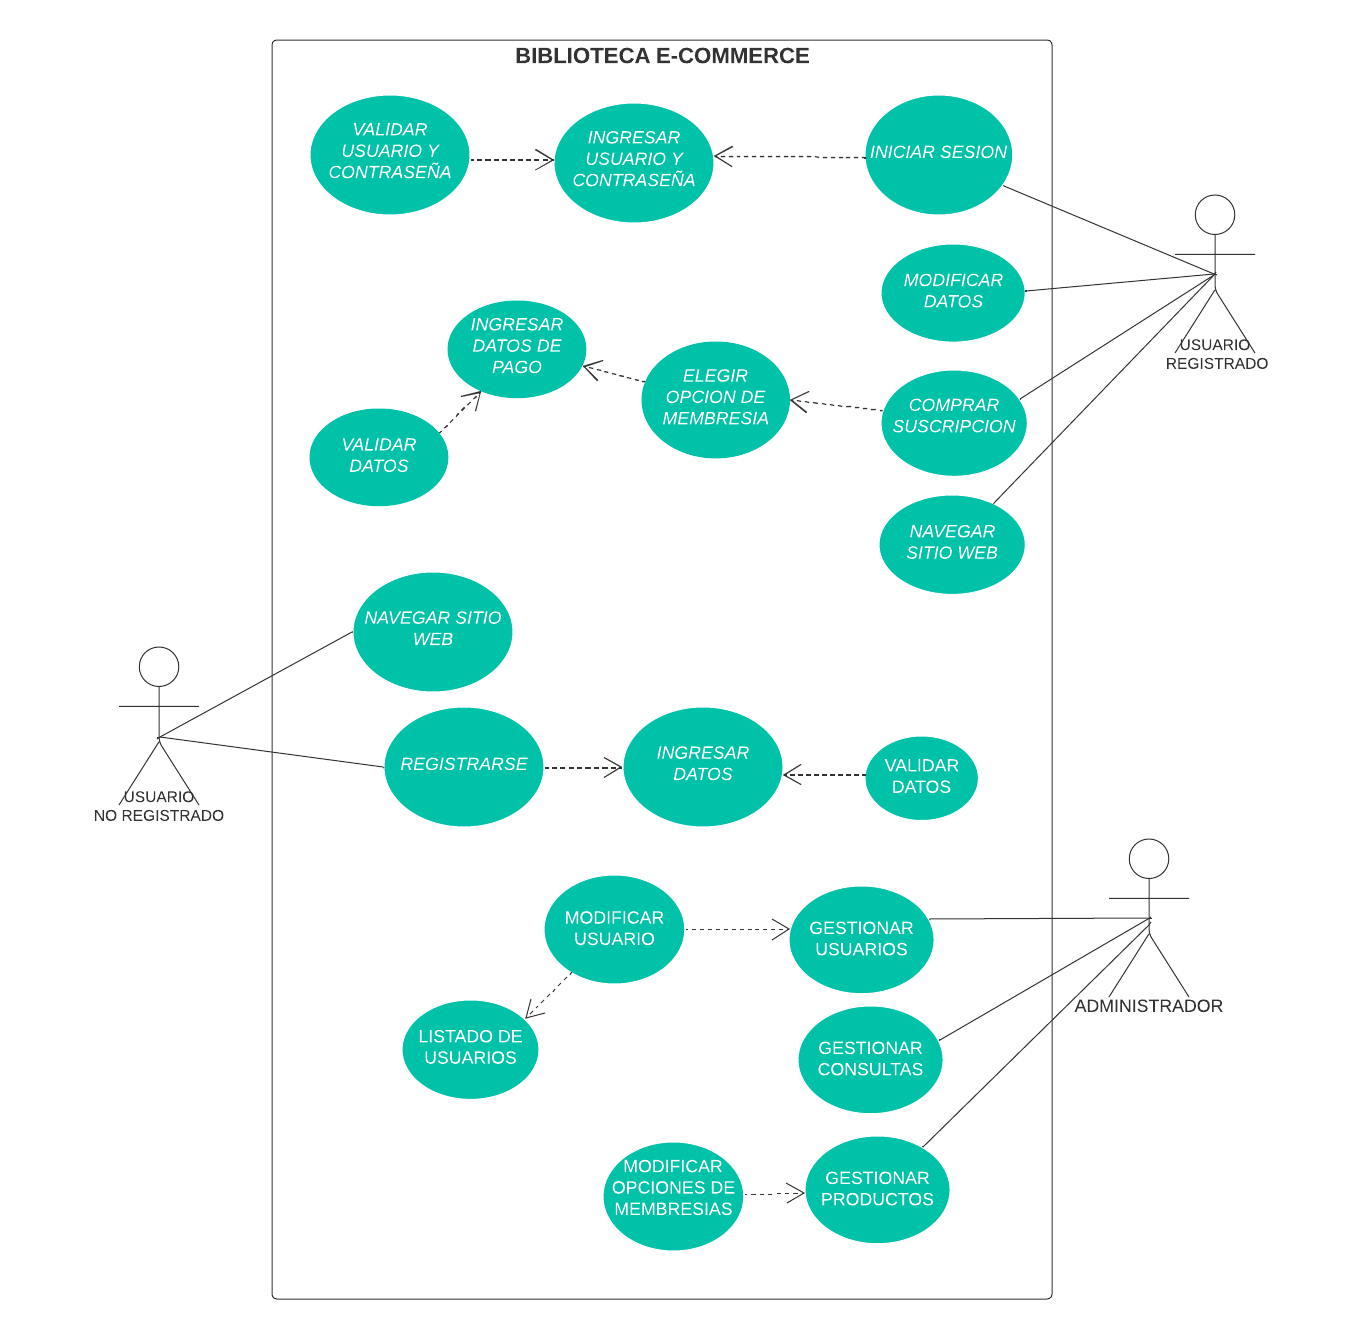 BIBLIOTECA E-COMMERCE
VALIDAR
USUARIO Y
CONTRASEÑA
INGRESAR
USUARIO Y
CONTRASEÑA
INICIAR SESION
MODIFICAR
DATOS
USUARIO
REGISTRADO
INGRESAR
DATOS DE
PAGO
ELEGIR
OPCION DE
MEMBRESIA
COMPRAR
SUSCRIPCION
VALIDAR
DATOS
NAVEGAR
SITIO WEB
NAVEGAR SITIO
WEB
USUARIO
NO REGISTRADO
REGISTRARSE
INGRESAR
DATOS
VALIDAR
DATOS
MODIFICAR
USUARIO
GESTIONAR
USUARIOS
ADMINISTRADOR
LISTADO DE
USUARIOS
GESTIONAR
CONSULTAS
MODIFICAR
OPCIONES DE
MEMBRESIAS
GESTIONAR
PRODUCTOS